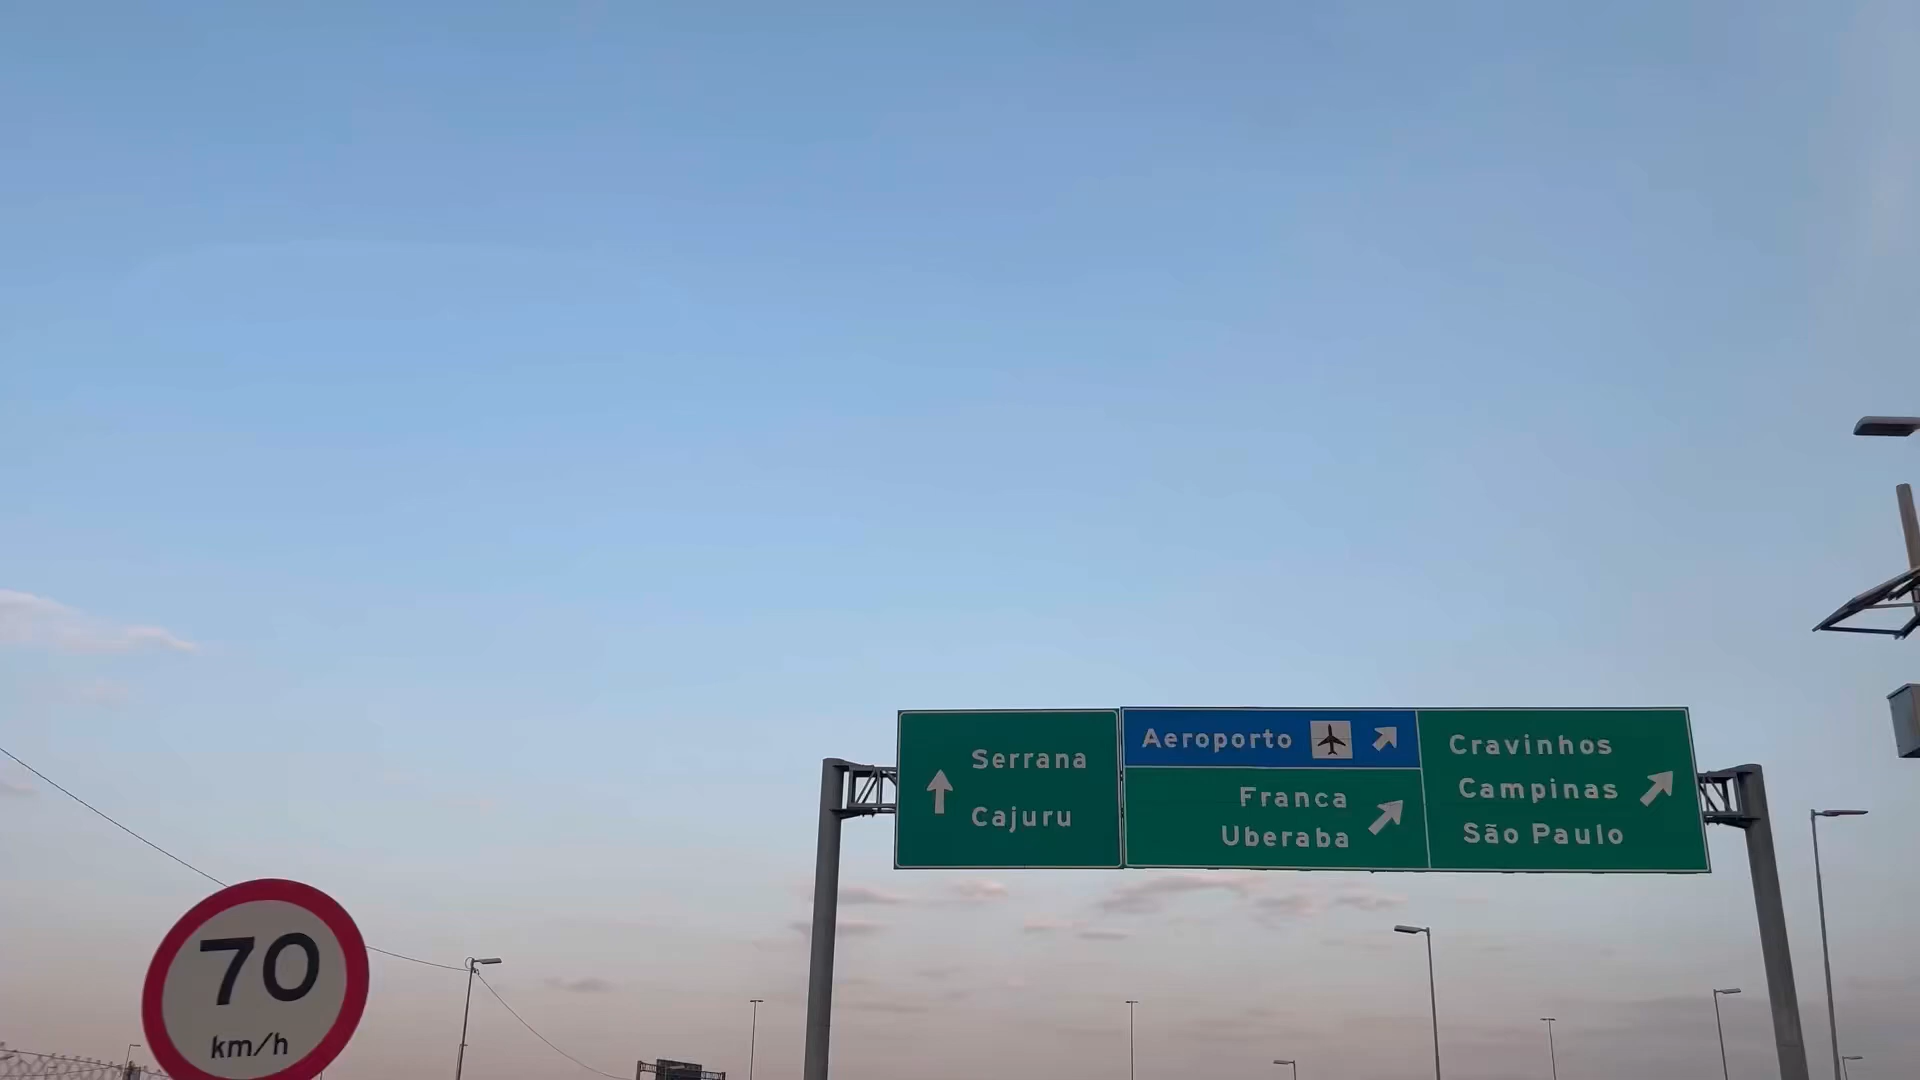 Serrana
Cajuru
Aeroporto
Franca
Uberaba
Cravinhos
Campinas
São Paulo
70
km/h